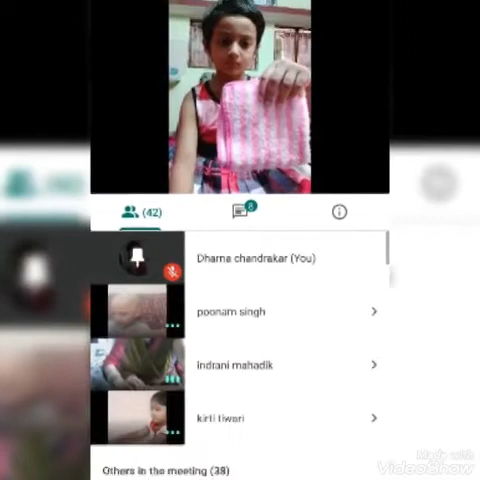 (42)
8
Dharna chandrakar (You)
poonam singh
indrani mahadik
kirti tiwari
Others in the meeting (38)
Made with
VideoShow